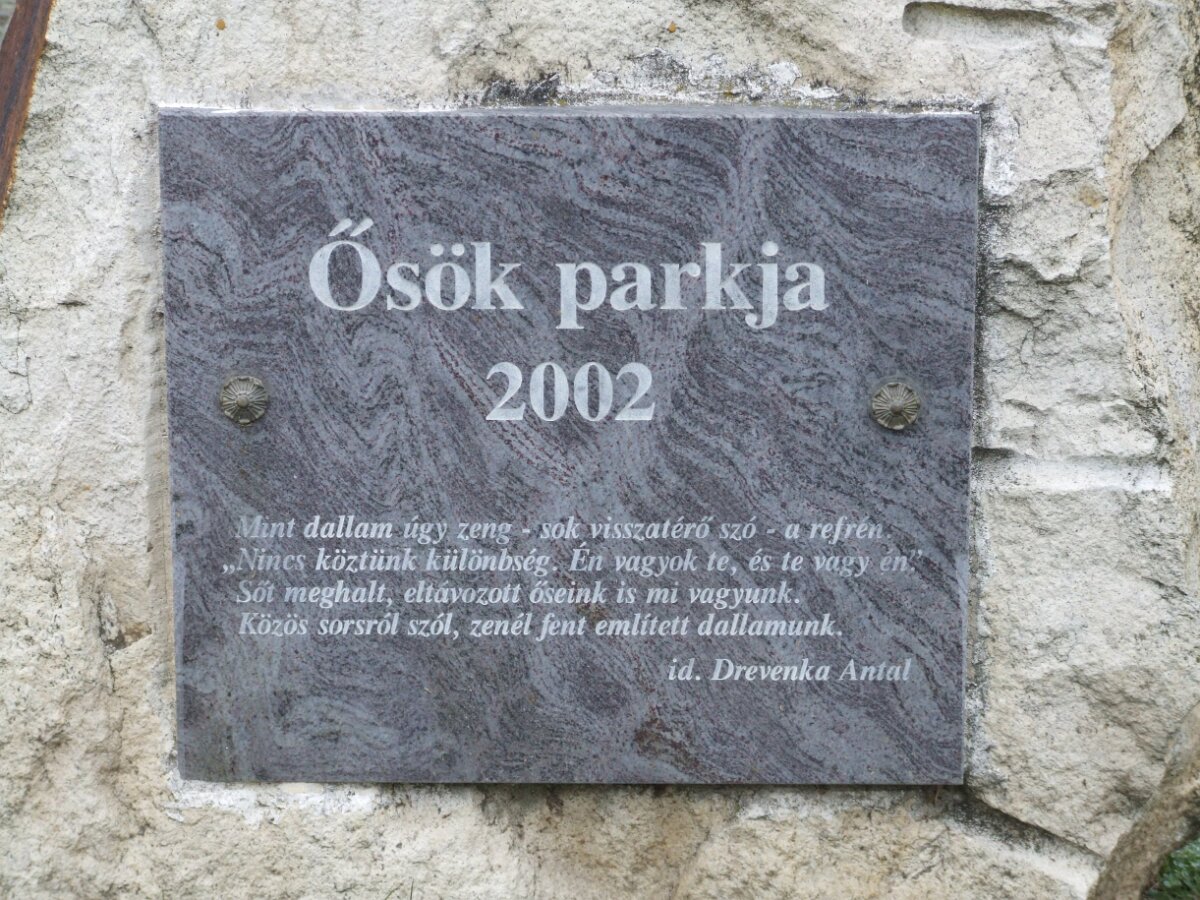 Ősök parkja
2002
Mint dallam úgy zeng - sok visszatérő szó - a refrén:
„Nincs köztünk különbség. Én vagyok te, és te vagy én”.
Sőt meghalt, eltávozott őseink is mi vagyunk.
Közös sorsról szól, zenél fent említett dallamunk.
id. Drevenka Antal